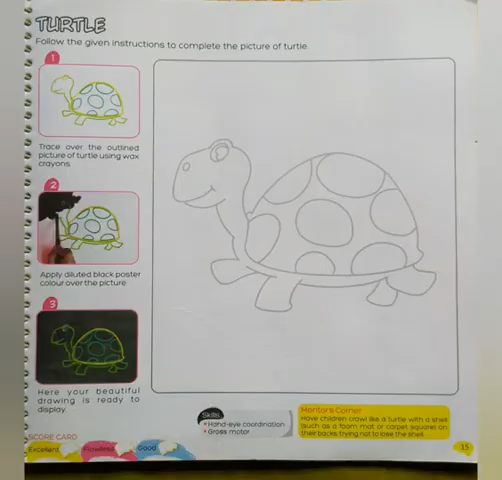 TURTLE
Follow the given instructions to complete the picture of turtle.
1
Trace over the outlined
picture of turtle using wax
crayons.
2
Apply diluted black poster
colour over the picture.
3
Here your beautiful
drawing is ready to
display.
Skills
• Hand-eye coordination
• Gross motor
Mentor's Corner
Have children crawl like a turtle with a shell
(such as a foam mat or carpet square) on
their backs trying not to lose the shell.
SCORE CARD
Excellent
Flawless
Good
15